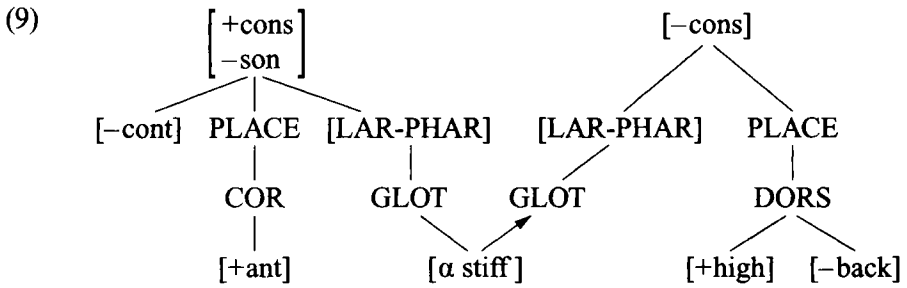 (9)
[+cons
−son] [−cons]
[−cont] PLACE [LAR-PHAR] [LAR-PHAR] PLACE
COR GLOT GLOT DORS
[+ant] [α stiff] [+high] [−back]